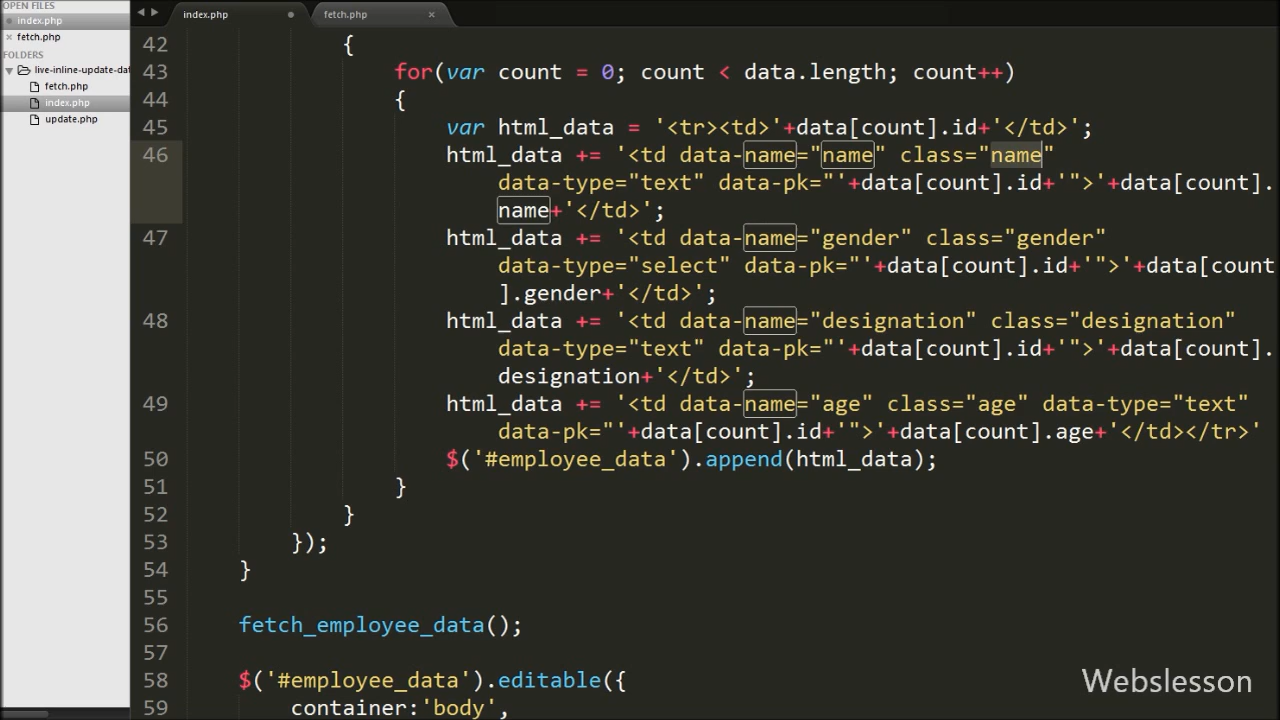 OPEN FILES
index.php
fetch.php
FOLDERS
live-inline-update-dat
fetch.php
index.php
update.php
index.php
fetch.php
42 {
43 for(var count = 0; count < data.length; count++)
44 {
45 var html_data = '<tr><td>'+data[count].id+'</td>';
46 html_data += '<td data-name="name" class="name"
data-type="text" data-pk="'+data[count].id+'">'+data[count].
name+'</td>';
47 html_data += '<td data-name="gender" class="gender"
data-type="select" data-pk="'+data[count].id+'">'+data[count
].gender+'</td>';
48 html_data += '<td data-name="designation" class="designation"
data-type="text" data-pk="'+data[count].id+'">'+data[count].
designation+'</td>';
49 html_data += '<td data-name="age" class="age" data-type="text"
data-pk="'+data[count].id+'">'+data[count].age+'</td></tr>'
50 $('#employee_data').append(html_data);
51 }
52 }
53 });
54 }
55
56 fetch_employee_data();
57
58 $('#employee_data').editable({
59 container:'body',
Webslesson